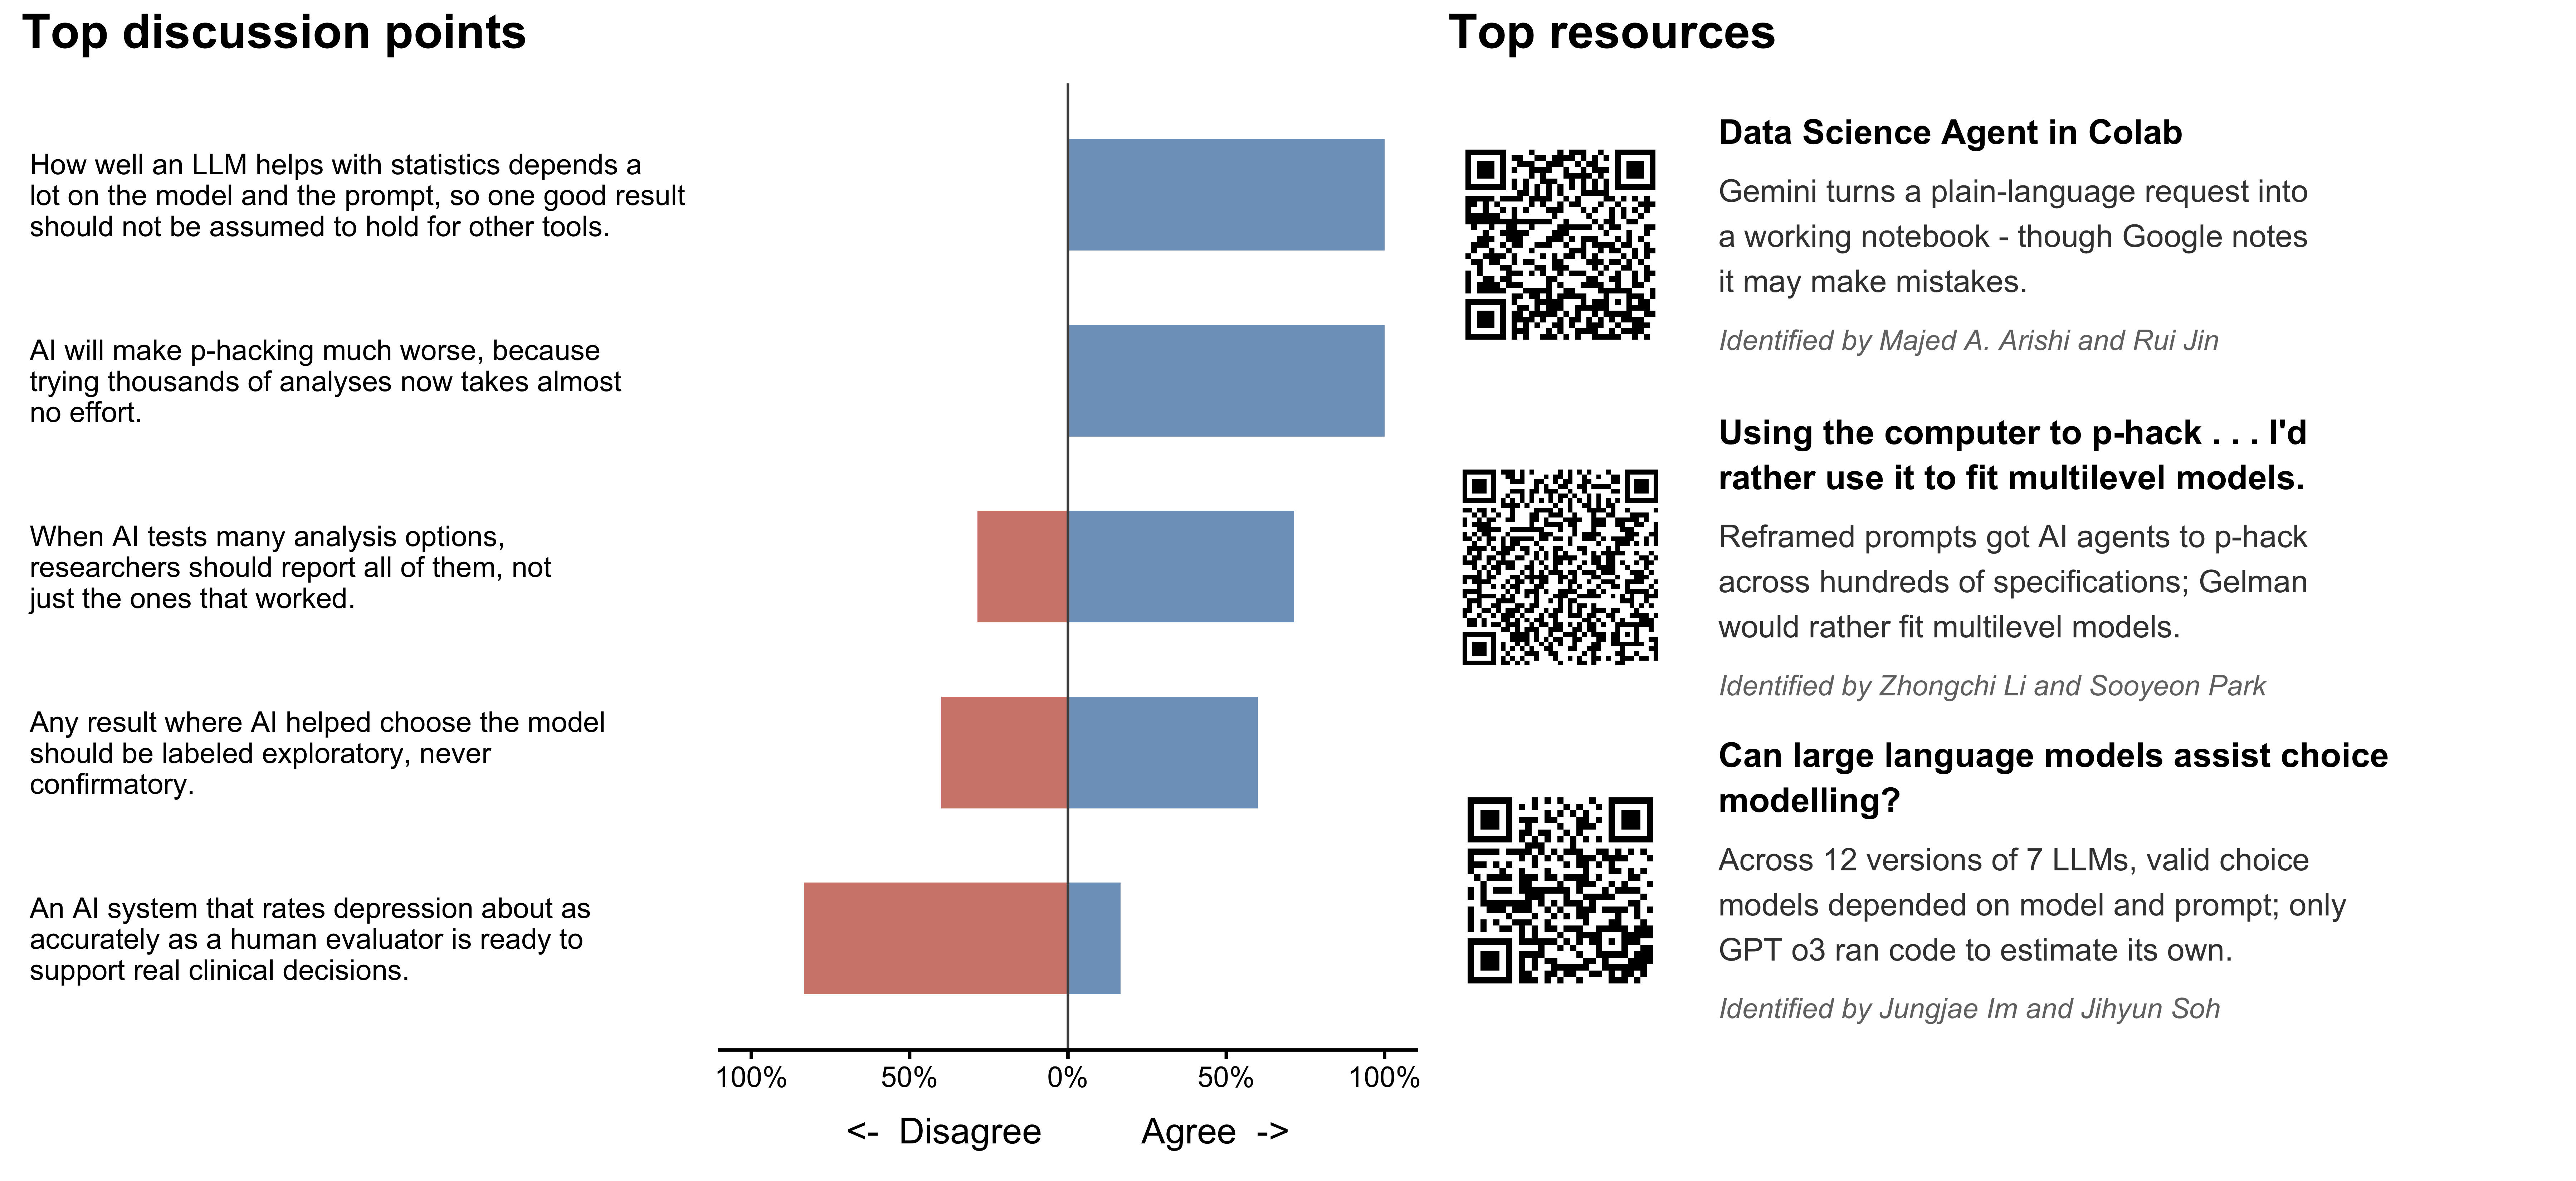 Top discussion points
How well an LLM helps with statistics depends a
lot on the model and the prompt, so one good result
should not be assumed to hold for other tools.
AI will make p-hacking much worse, because
trying thousands of analyses now takes almost
no effort.
When AI tests many analysis options,
researchers should report all of them, not
just the ones that worked.
Any result where AI helped choose the model
should be labeled exploratory, never
confirmatory.
An AI system that rates depression about as
accurately as a human evaluator is ready to
support real clinical decisions.
100% 50% 0% 50% 100%
<- Disagree Agree ->
Top resources
Data Science Agent in Colab
Gemini turns a plain-language request into
a working notebook - though Google notes
it may make mistakes.
Identified by Majed A. Arishi and Rui Jin
Using the computer to p-hack . . . I'd
rather use it to fit multilevel models.
Reframed prompts got AI agents to p-hack
across hundreds of specifications; Gelman
would rather fit multilevel models.
Identified by Zhongchi Li and Sooyeon Park
Can large language models assist choice
modelling?
Across 12 versions of 7 LLMs, valid choice
models depended on model and prompt; only
GPT o3 ran code to estimate its own.
Identified by Jungjae Im and Jihyun Soh